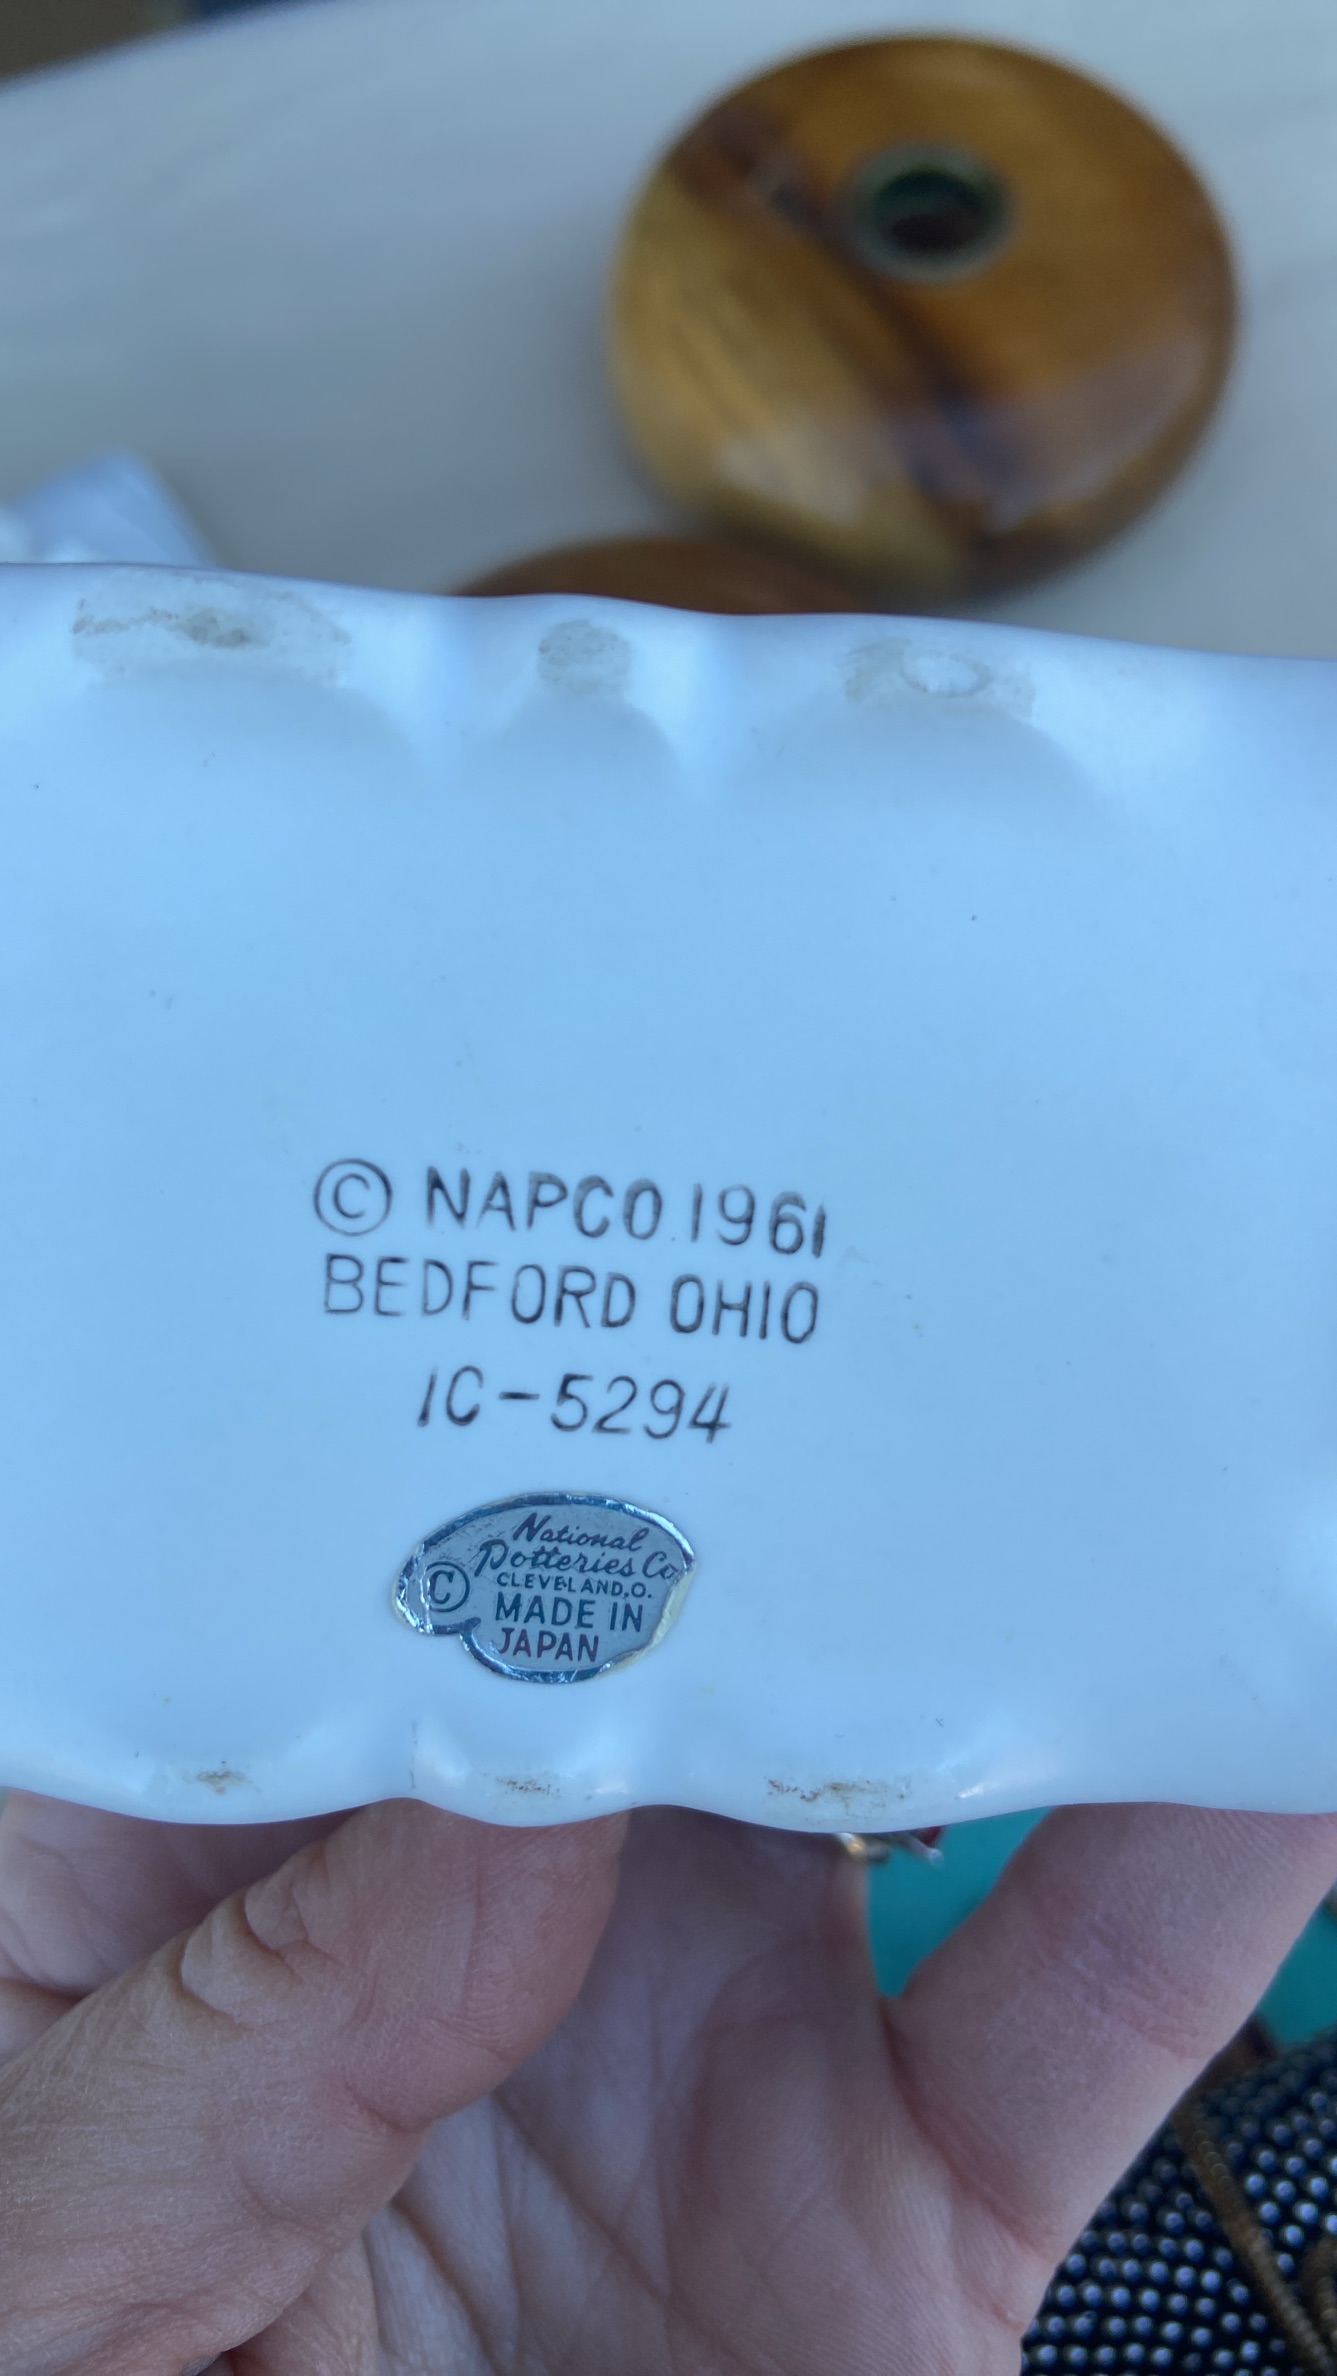 © NAPCO 1961
BEDFORD OHIO
IC-5294
National
Potteries Co
CLEVELAND, O.
©
MADE IN
JAPAN